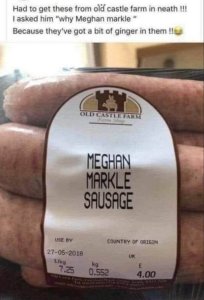 Had to get these from old castle farm in neath !!!
I asked him "why Meghan markle "
Because they've got a bit of ginger in them !!😂
OLD CASTLE FARM
MEGHAN
MARKLE
SAUSAGE
USE BY
COUNTRY OF ORIGIN
27-05-2018
UK
£/kg
kg
£
7.25
0.552
4.00